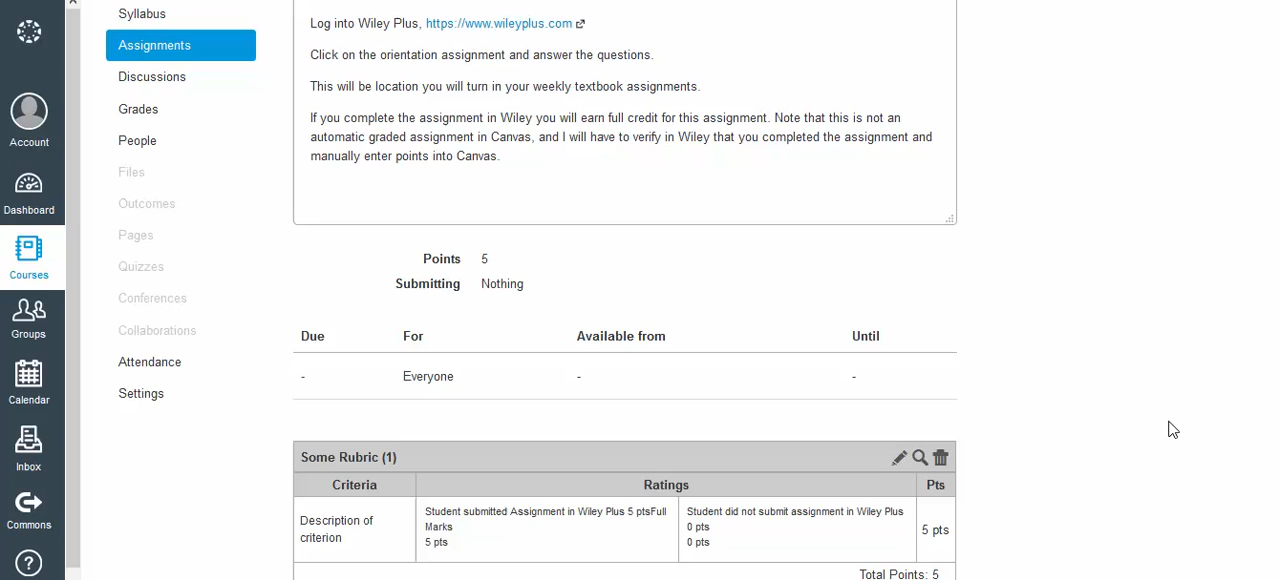 Syllabus
Assignments
Discussions
Grades
People
Files
Outcomes
Pages
Quizzes
Conferences
Collaborations
Attendance
Settings
Account
Dashboard
Courses
Groups
Calendar
Inbox
Commons
?
Log into Wiley Plus, https://www.wileyplus.com
Click on the orientation assignment and answer the questions.
This will be location you will turn in your weekly textbook assignments.
If you complete the assignment in Wiley you will earn full credit for this assignment. Note that this is not an
automatic graded assignment in Canvas, and I will have to verify in Wiley that you completed the assignment and
manually enter points into Canvas.
Points 5
Submitting Nothing
Due For Available from Until
- Everyone - -
Some Rubric (1)
Criteria Ratings Pts
Description of
criterion
Student submitted Assignment in Wiley Plus 5 ptsFull
Marks
5 pts
Student did not submit assignment in Wiley Plus
0 pts
0 pts
5 pts
Total Points: 5